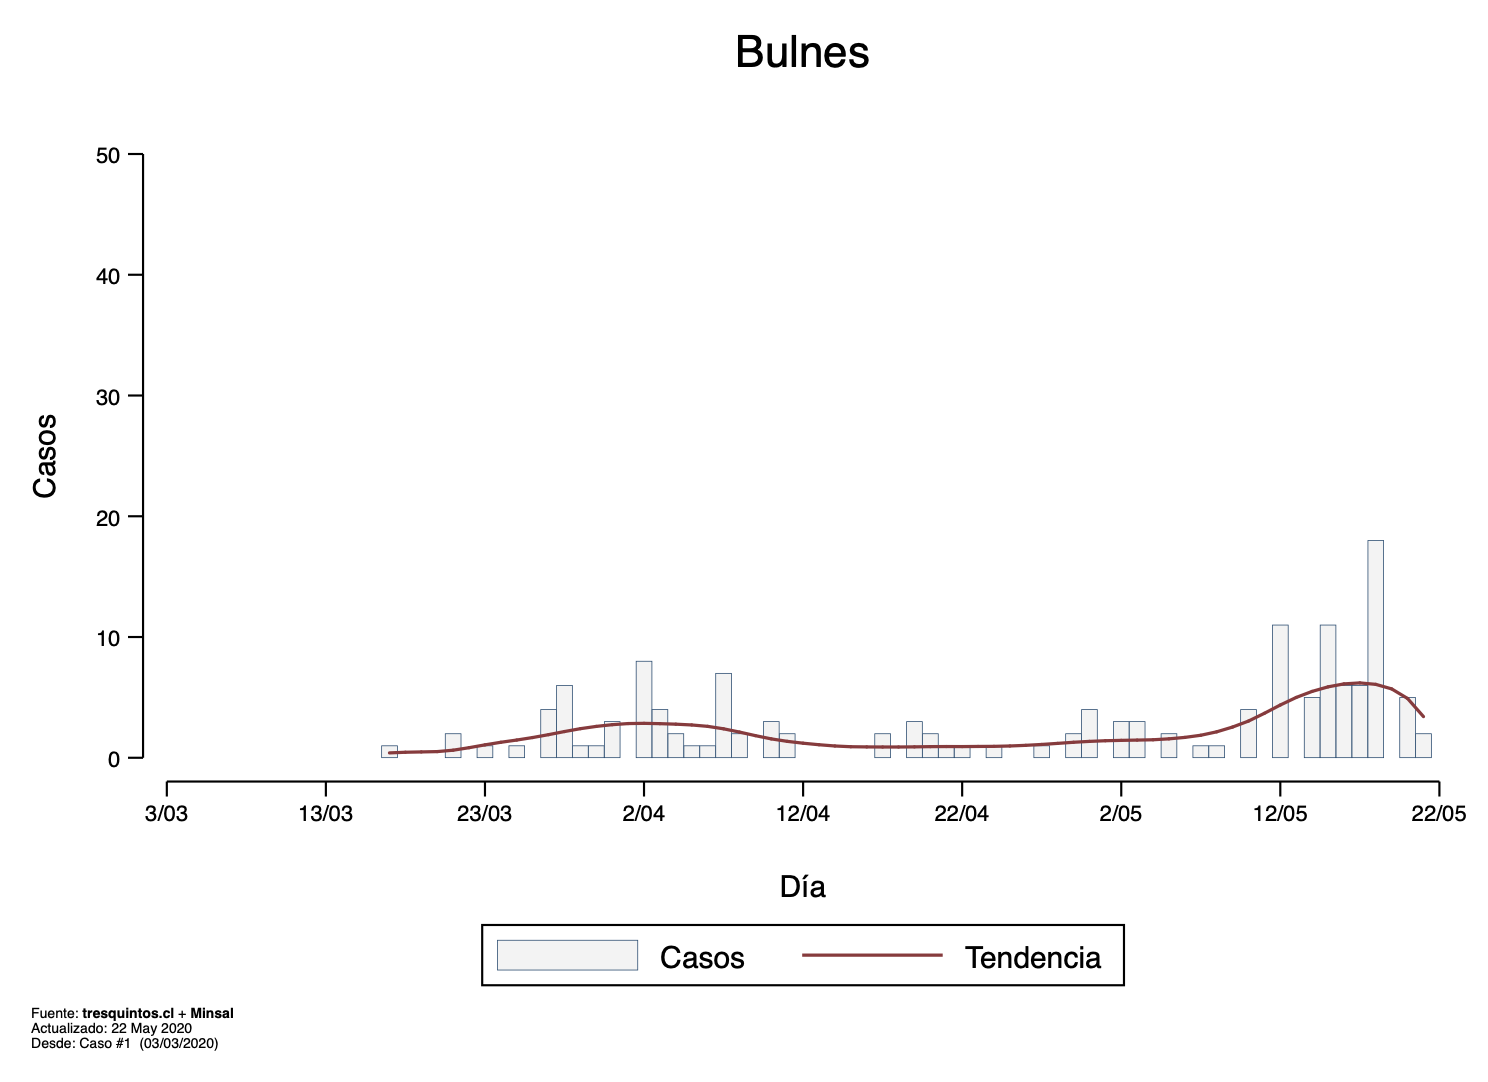 Bulnes
50
40
30
20
10
0
Casos
3/03
13/03
23/03
2/04
12/04
22/04
2/05
12/05
22/05
Día
Casos
Tendencia
Fuente: tresquintos.cl + Minsal
Actualizado: 22 May 2020
Desde: Caso #1 (03/03/2020)